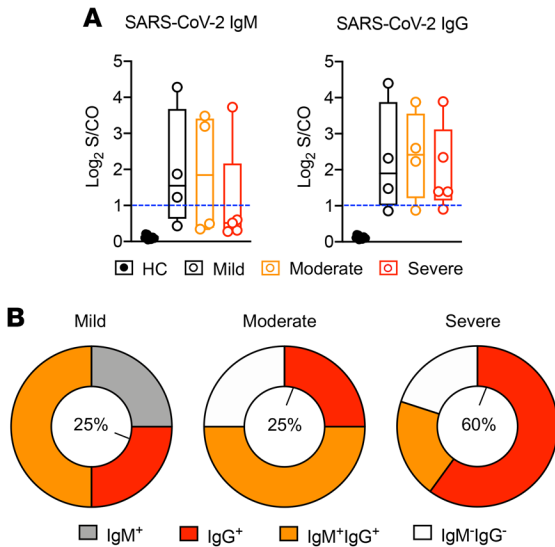 A
SARS-CoV-2 IgM
SARS-CoV-2 IgG
Log₂ S/CO
5
4
3
2
1
0
Log₂ S/CO
5
4
3
2
1
0
HC Mild Moderate Severe
B
Mild Moderate Severe
25% 25% 60%
IgM⁺ IgG⁺ IgM⁺IgG⁺ IgM⁻IgG⁻